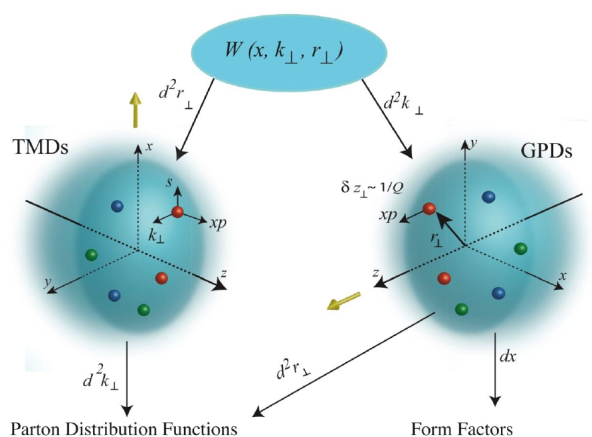 W (x, k⊥, r⊥)
d²r⊥
d²k⊥
TMDs
GPDs
x
y
s
δ z⊥~ 1/Q
xp
xp
k⊥
r⊥
y
z
z
x
d²k⊥
d²r⊥
dx
Parton Distribution Functions
Form Factors